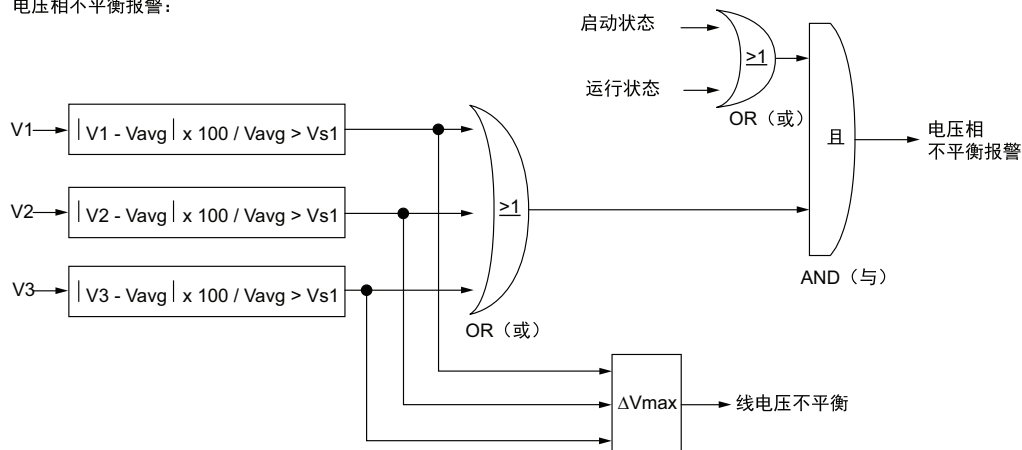 电压相不平衡报警：
启动状态
运行状态
≥1
OR（或）
且
AND（与）
电压相
不平衡报警
V1
| V1 - Vavg | x 100 / Vavg > Vs1
V2
| V2 - Vavg | x 100 / Vavg > Vs1
V3
| V3 - Vavg | x 100 / Vavg > Vs1
≥1
OR（或）
ΔVmax
线电压不平衡